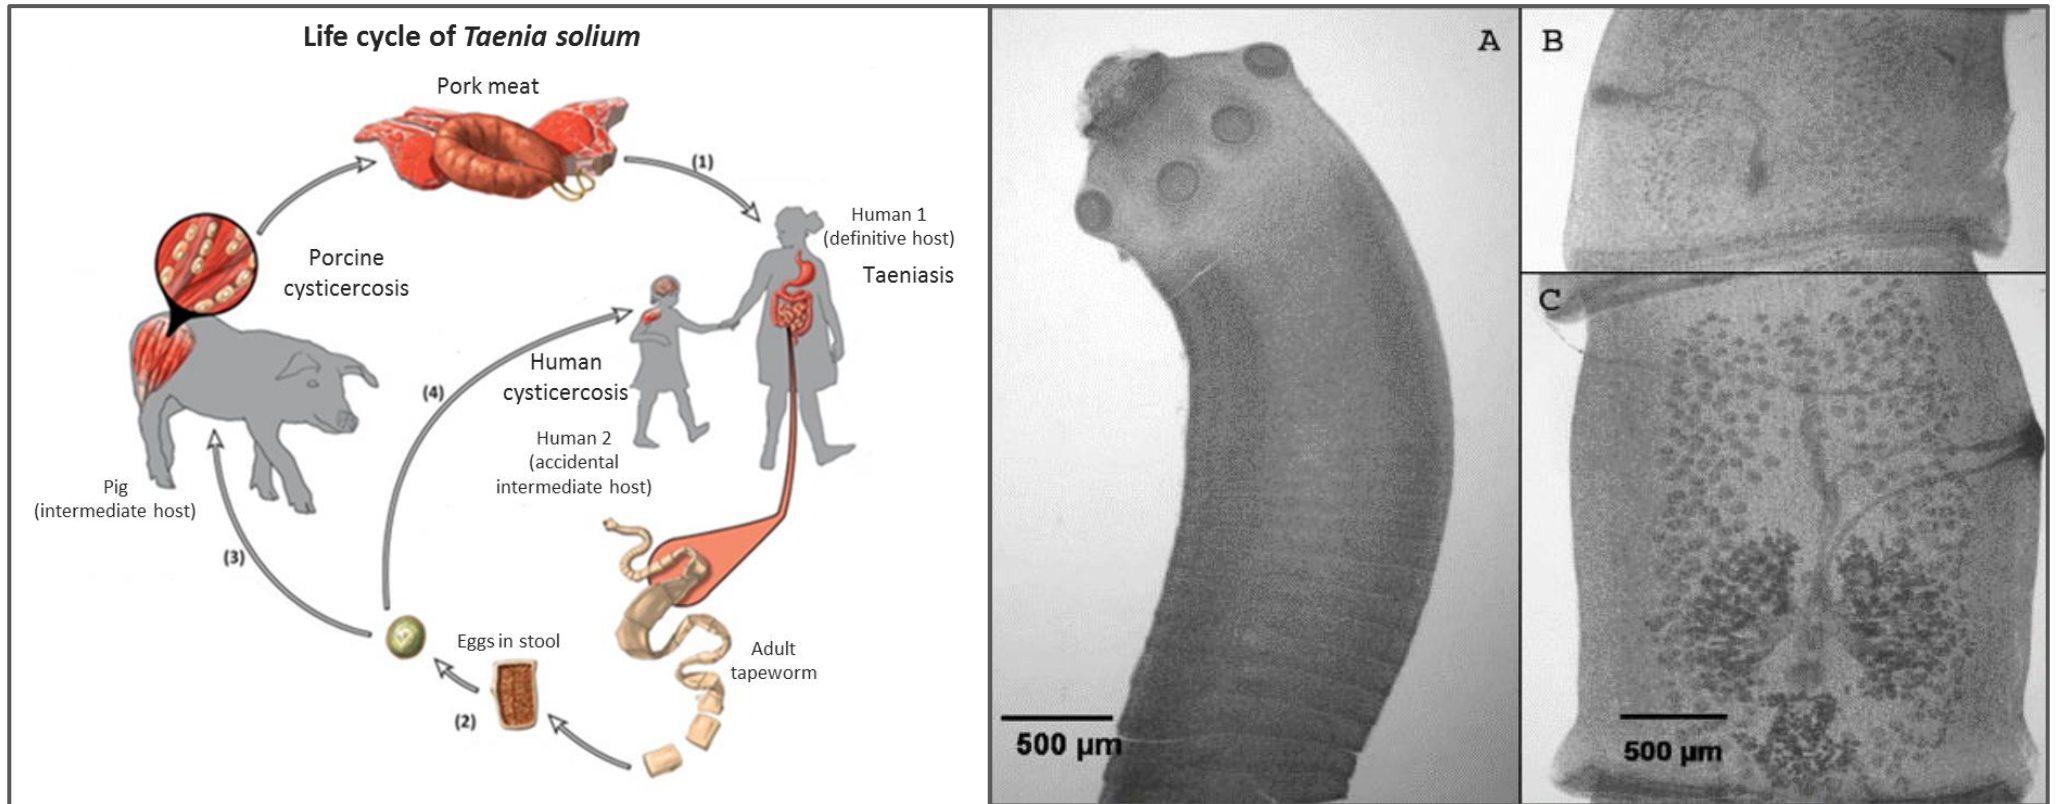 Life cycle of Taenia solium
Pork meat
(1)
Human 1
(definitive host)
Taeniasis
Porcine
cysticercosis
Human
cysticercosis
(4)
Human 2
(accidental
intermediate host)
Pig
(intermediate host)
(3)
Eggs in stool
(2)
Adult
tapeworm
A
500 µm
B
C
500 µm